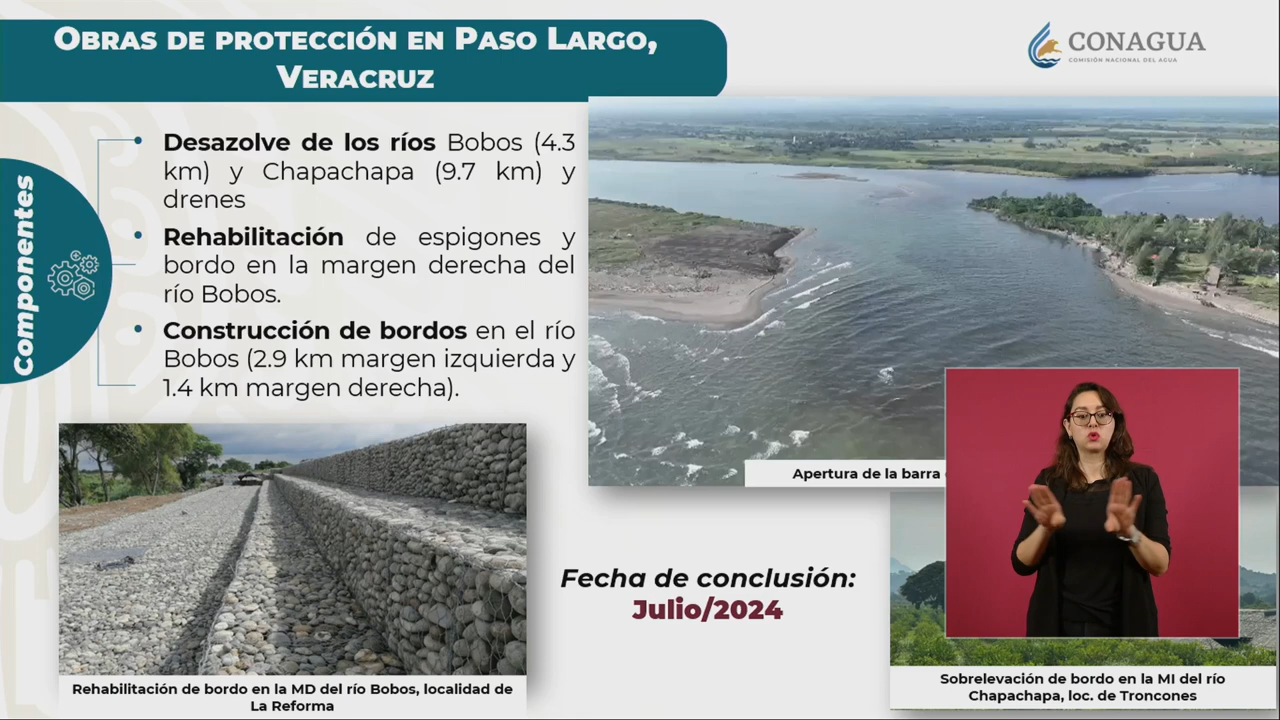 OBRAS DE PROTECCIÓN EN PASO LARGO,
VERACRUZ
CONAGUA
COMISIÓN NACIONAL DEL AGUA
Componentes
• Desazolve de los ríos Bobos (4.3
km) y Chapachapa (9.7 km) y
drenes
• Rehabilitación de espigones y
bordo en la margen derecha del
río Bobos.
• Construcción de bordos en el río
Bobos (2.9 km margen izquierda y
1.4 km margen derecha).
Apertura de la barra
Fecha de conclusión:
Julio/2024
Rehabilitación de bordo en la MD del río Bobos, localidad de
La Reforma
Sobrelevación de bordo en la MI del río
Chapachapa, loc. de Troncones